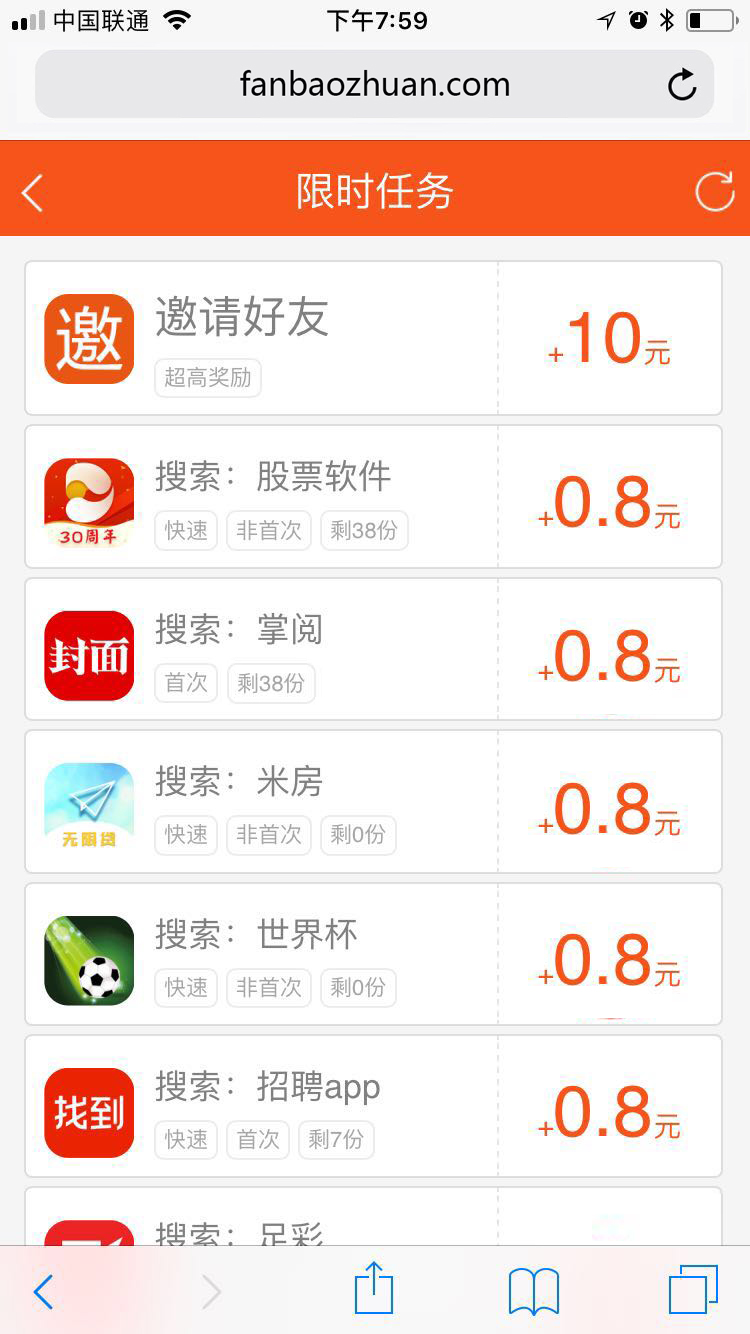 中国联通 下午7:59
fanbaozhuan.com
限时任务
邀
邀请好友
超高奖励
+10元
30周年
搜索：股票软件
快速 非首次 剩38份
+0.8元
封面
搜索：掌阅
首次 剩38份
+0.8元
无限贷
搜索：米房
快速 非首次 剩0份
+0.8元
搜索：世界杯
快速 非首次 剩0份
+0.8元
找到
搜索：招聘app
快速 首次 剩7份
+0.8元
搜索：足彩